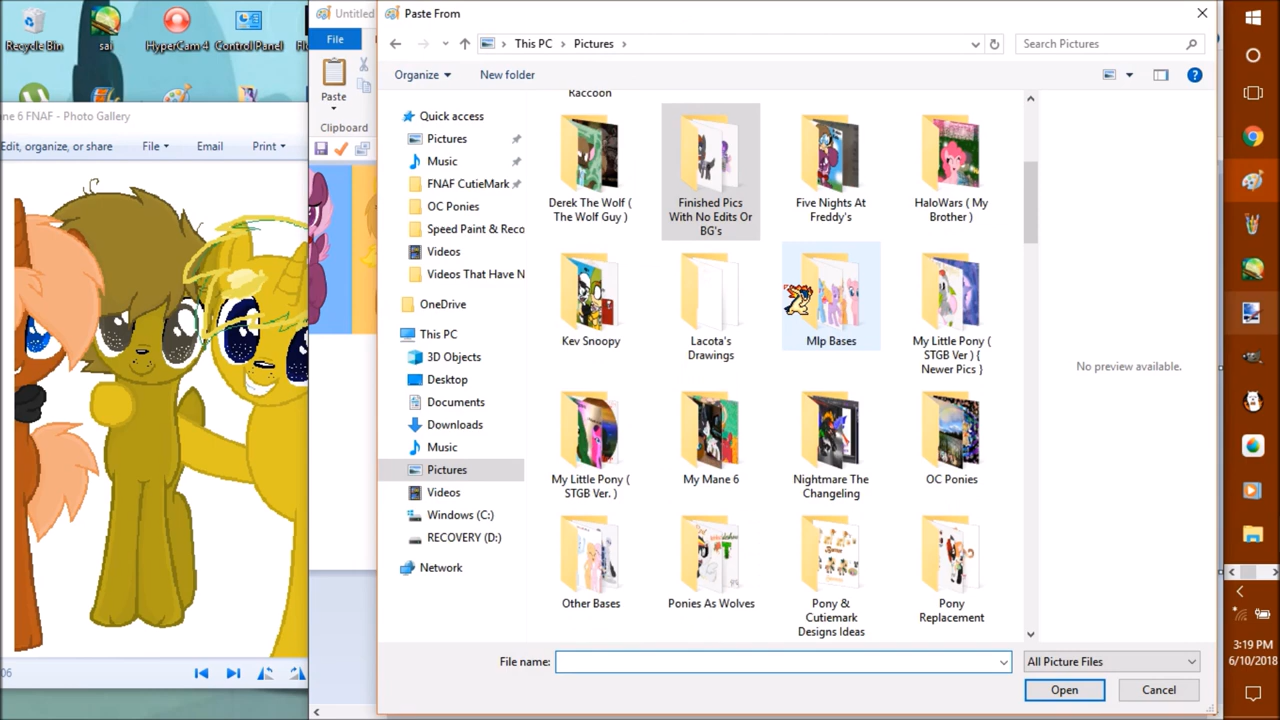 Recycle Bin
sai
HyperCam 4
Control Panel
ne 6 FNAF - Photo Gallery
Edit, organize, or share
File
Email
Print
06
Untitled
File
Paste
Clipboard
Paste From
This PC
Pictures
Search Pictures
Organize
New folder
Quick access
Pictures
Music
FNAF CutieMark
OC Ponies
Speed Paint & Reco
Videos
Videos That Have N
OneDrive
This PC
3D Objects
Desktop
Documents
Downloads
Music
Pictures
Videos
Windows (C:)
RECOVERY (D:)
Network
Raccoon
Derek The Wolf (
The Wolf Guy )
Finished Pics
With No Edits Or
BG's
Five Nights At
Freddy's
HaloWars ( My
Brother )
Kev Snoopy
Lacota's
Drawings
Mlp Bases
My Little Pony (
STGB Ver ) {
Newer Pics }
My Little Pony (
STGB Ver. )
My Mane 6
Nightmare The
Changeling
OC Ponies
Other Bases
Ponies As Wolves
Pony &
Cutiemark
Designs Ideas
Pony
Replacement
No preview available.
File name:
All Picture Files
Open
Cancel
3:19 PM
6/10/2018